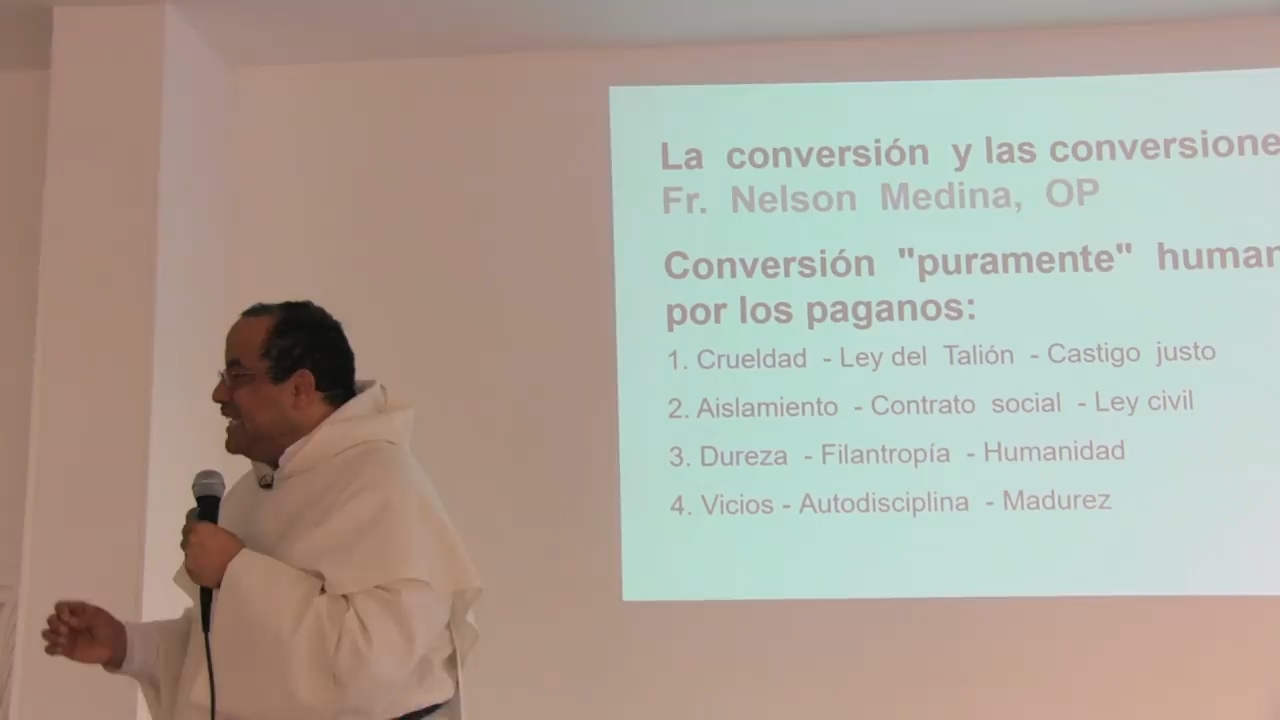 La conversión y las conversione
Fr. Nelson Medina, OP
Conversión "puramente" human
por los paganos:
1. Crueldad - Ley del Talión - Castigo justo
2. Aislamiento - Contrato social - Ley civil
3. Dureza - Filantropía - Humanidad
4. Vicios - Autodisciplina - Madurez